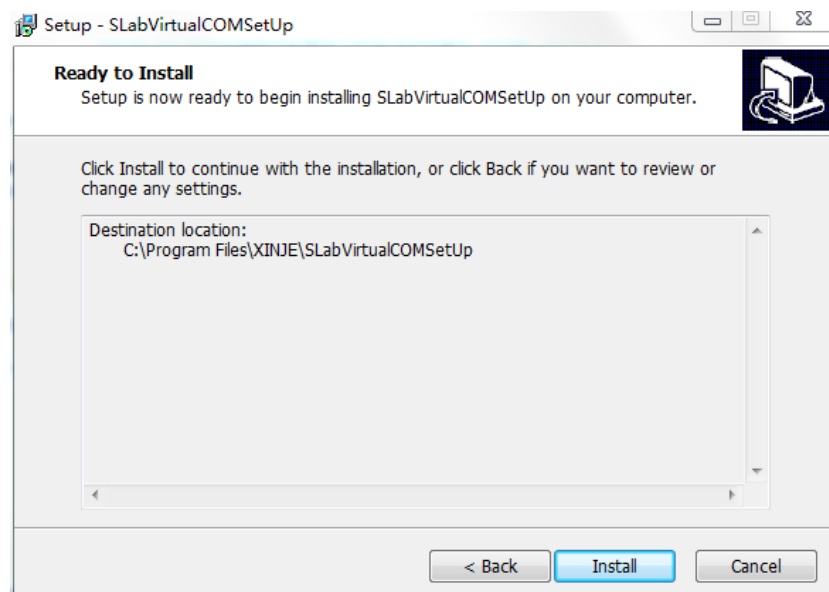 Setup - SLabVirtualCOMSetUp
Ready to Install
Setup is now ready to begin installing SLabVirtualCOMSetUp on your computer.
Click Install to continue with the installation, or click Back if you want to review or
change any settings.
Destination location:
C:\Program Files\XINJE\SLabVirtualCOMSetUp
< Back
Install
Cancel